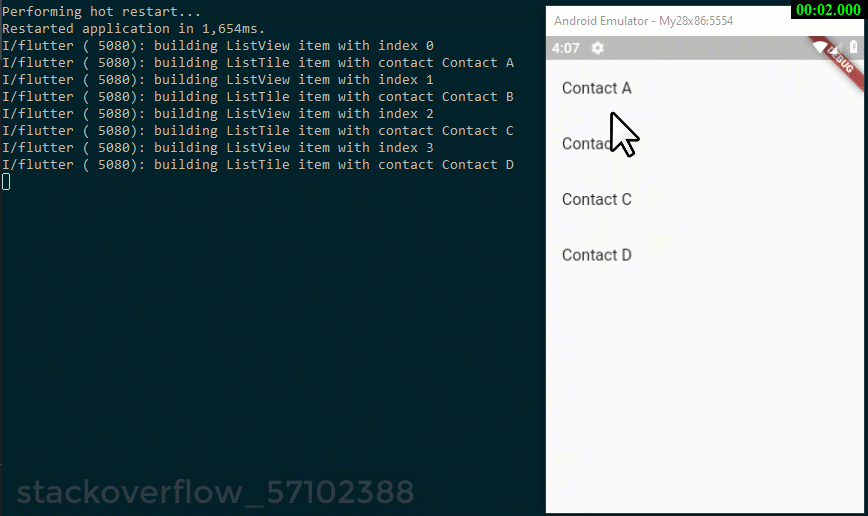 Performing hot restart...
Restarted application in 1,654ms.
I/flutter ( 5080): building ListView item with index 0
I/flutter ( 5080): building ListTile item with contact Contact A
I/flutter ( 5080): building ListView item with index 1
I/flutter ( 5080): building ListTile item with contact Contact B
I/flutter ( 5080): building ListView item with index 2
I/flutter ( 5080): building ListTile item with contact Contact C
I/flutter ( 5080): building ListView item with index 3
I/flutter ( 5080): building ListTile item with contact Contact D
stackoverflow_57102388
00:02.000
Android Emulator - My28x86:5554
4:07
DEBUG
Contact A
Contact C
Contact D